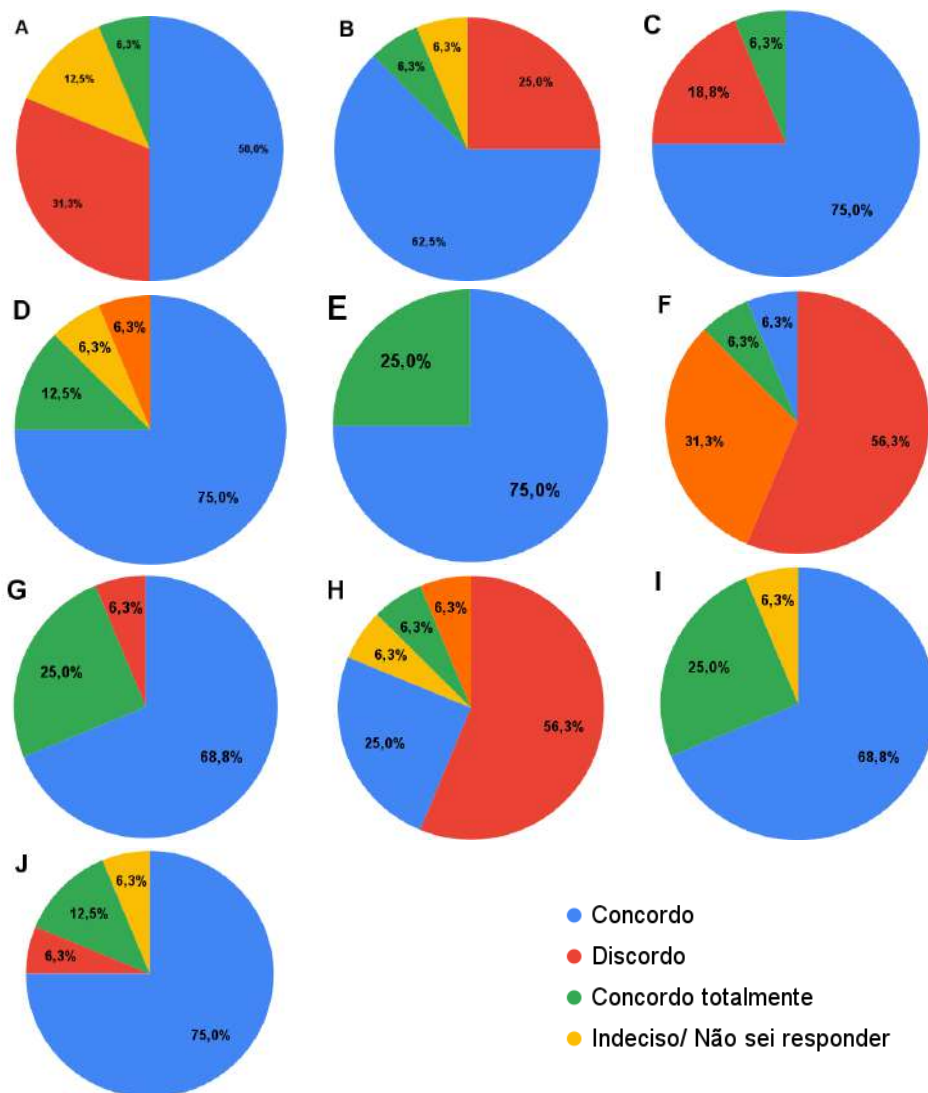 A
6,3%
12,5%
50,0%
31,3%
B
6,3%
6,3%
25,0%
62,5%
C
6,3%
18,8%
75,0%
D
6,3%
6,3%
12,5%
75,0%
E
25,0%
75,0%
F
6,3%
6,3%
31,3%
56,3%
G
6,3%
25,0%
68,8%
H
6,3%
6,3%
6,3%
25,0%
56,3%
I
6,3%
25,0%
68,8%
J
6,3%
12,5%
6,3%
75,0%
Concordo
Discordo
Concordo totalmente
Indeciso/ Não sei responder